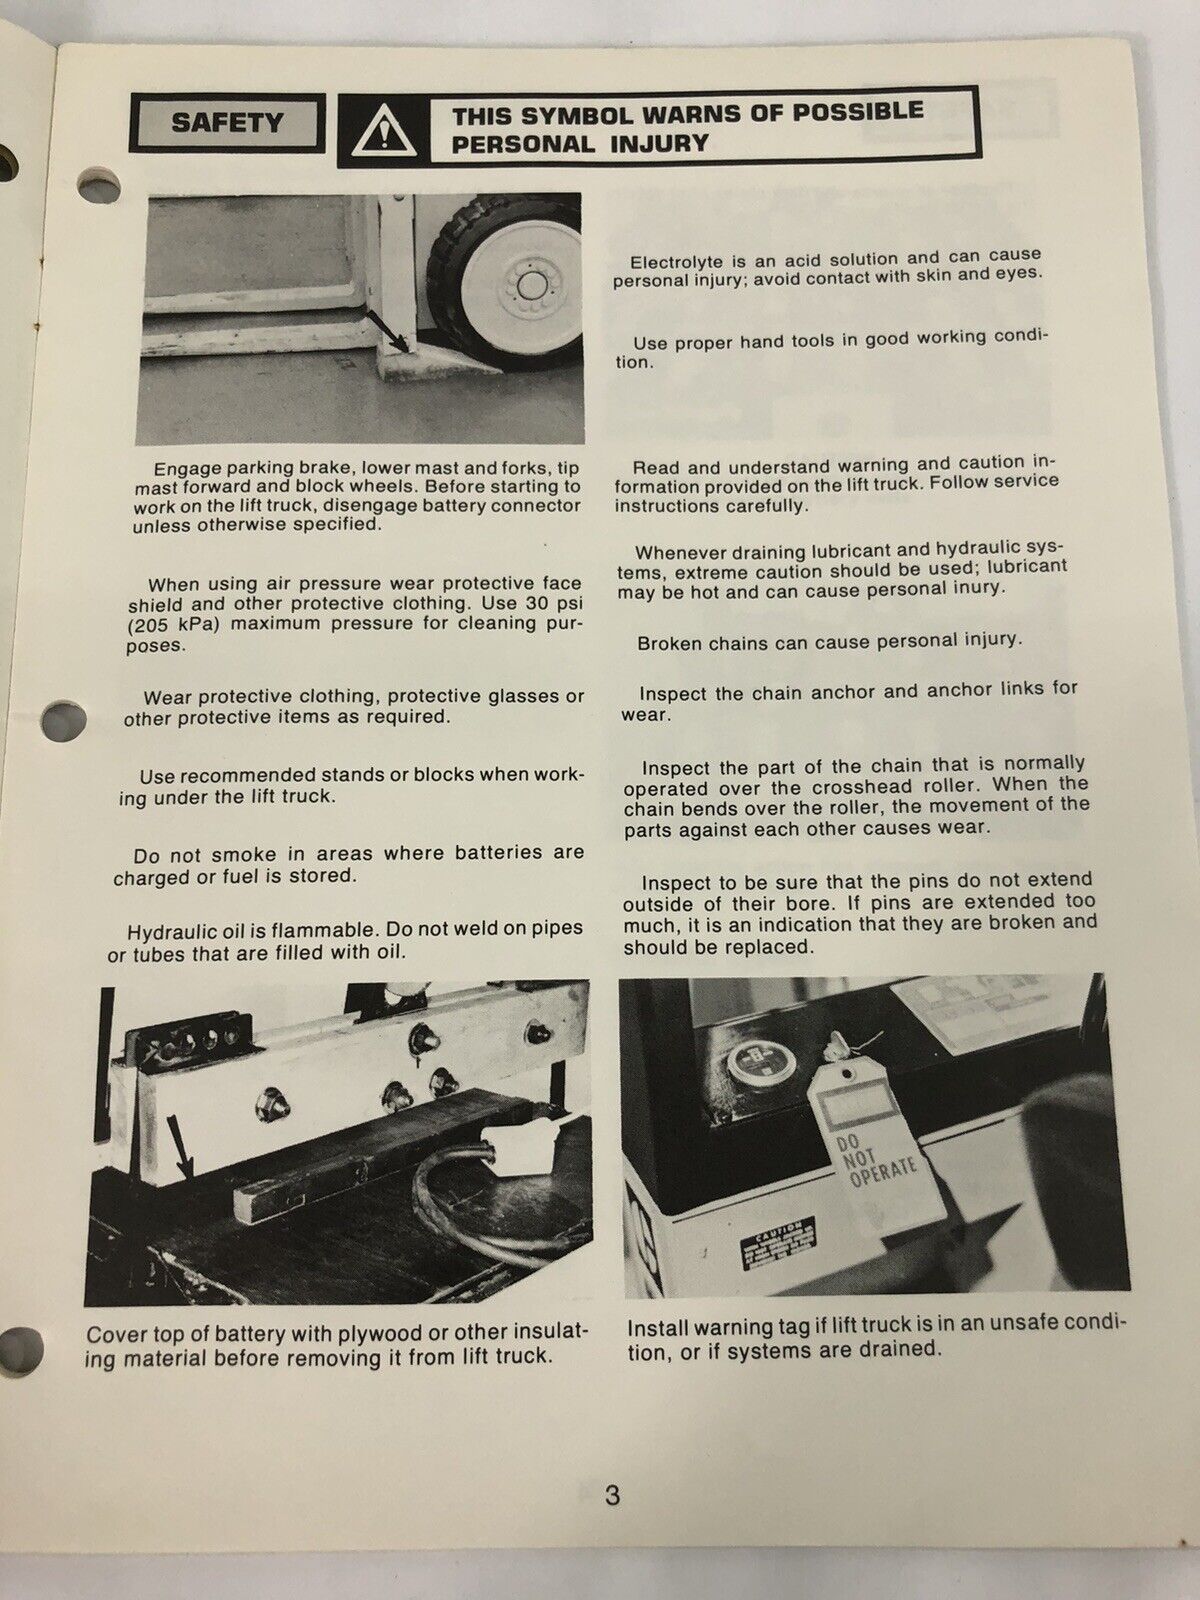 SAFETY
THIS SYMBOL WARNS OF POSSIBLE
PERSONAL INJURY
Engage parking brake, lower mast and forks, tip
mast forward and block wheels. Before starting to
work on the lift truck, disengage battery connector
unless otherwise specified.
When using air pressure wear protective face
shield and other protective clothing. Use 30 psi
(205 kPa) maximum pressure for cleaning pur-
poses.
Wear protective clothing, protective glasses or
other protective items as required.
Use recommended stands or blocks when work-
ing under the lift truck.
Do not smoke in areas where batteries are
charged or fuel is stored.
Hydraulic oil is flammable. Do not weld on pipes
or tubes that are filled with oil.
Cover top of battery with plywood or other insulat-
ing material before removing it from lift truck.
Electrolyte is an acid solution and can cause
personal injury; avoid contact with skin and eyes.
Use proper hand tools in good working condi-
tion.
Read and understand warning and caution in-
formation provided on the lift truck. Follow service
instructions carefully.
Whenever draining lubricant and hydraulic sys-
tems, extreme caution should be used; lubricant
may be hot and can cause personal inury.
Broken chains can cause personal injury.
Inspect the chain anchor and anchor links for
wear.
Inspect the part of the chain that is normally
operated over the crosshead roller. When the
chain bends over the roller, the movement of the
parts against each other causes wear.
Inspect to be sure that the pins do not extend
outside of their bore. If pins are extended too
much, it is an indication that they are broken and
should be replaced.
DO
NOT
OPERATE
CAUTION
Install warning tag if lift truck is in an unsafe condi-
tion, or if systems are drained.
3